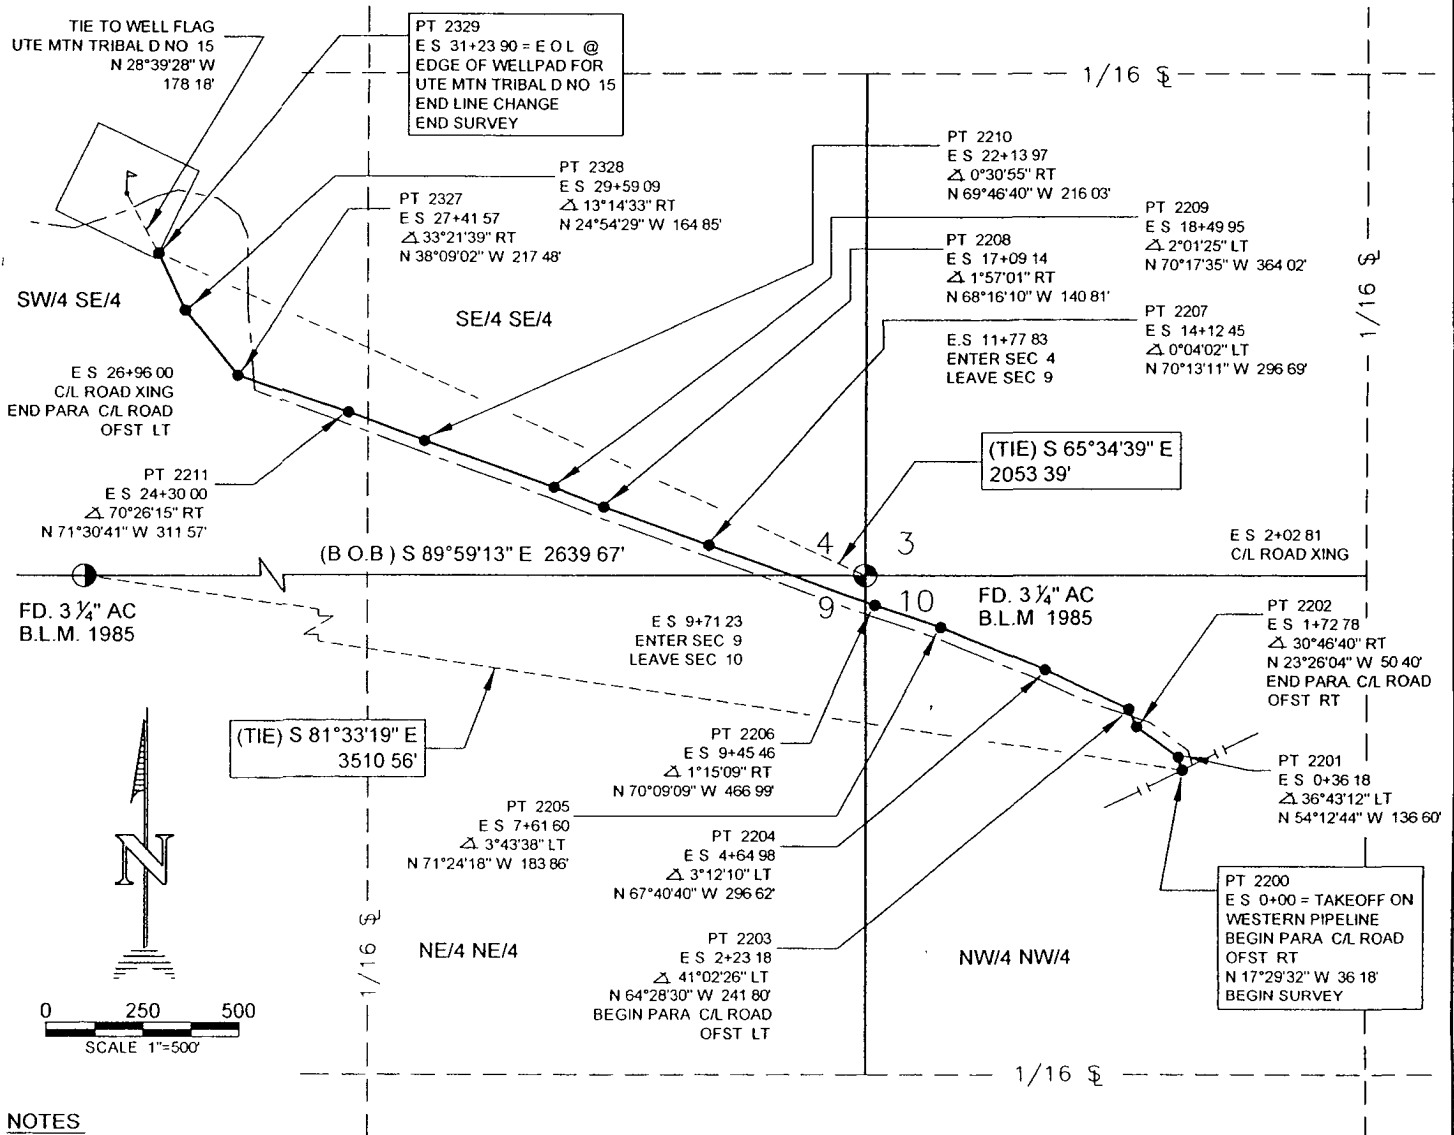 TIE TO WELL FLAG
UTE MTN TRIBAL D NO 15
N 28°39'28" W
178 18'
PT 2329
E S 31+23 90 = E O L @
EDGE OF WELLPAD FOR
UTE MTN TRIBAL D NO 15
END LINE CHANGE
END SURVEY
1/16 ℄
PT 2328
E S 29+59 09
∆ 13°14'33" RT
N 24°54'29" W 164 85'
PT 2327
E S 27+41 57
∆ 33°21'39" RT
N 38°09'02" W 217 48'
PT 2210
E S 22+13 97
∆ 0°30'55" RT
N 69°46'40" W 216 03'
PT 2209
E S 18+49 95
∆ 2°01'25" LT
N 70°17'35" W 364 02'
PT 2208
E S 17+09 14
∆ 1°57'01" RT
N 68°16'10" W 140 81'
PT 2207
E S 14+12 45
∆ 0°04'02" LT
N 70°13'11" W 296 69'
1/16 ℄
SW/4 SE/4
SE/4 SE/4
E.S 11+77 83
ENTER SEC 4
LEAVE SEC 9
E S 26+96 00
C/L ROAD XING
END PARA C/L ROAD
OFST LT
(TIE) S 65°34'39" E
2053 39'
PT 2211
E S 24+30 00
∆ 70°26'15" RT
N 71°30'41" W 311 57'
(B O.B ) S 89°59'13" E 2639 67'
4 3
9 10
E S 2+02 81
C/L ROAD XING
FD. 3 ¼" AC
B.L.M. 1985
FD. 3 ¼" AC
B.L.M 1985
E S 9+71 23
ENTER SEC 9
LEAVE SEC 10
PT 2202
E S 1+72 78
∆ 30°46'40" RT
N 23°26'04" W 50 40'
END PARA. C/L ROAD
OFST RT
(TIE) S 81°33'19" E
3510 56'
PT 2206
E S 9+45 46
∆ 1°15'09" RT
N 70°09'09" W 466 99'
PT 2201
E S 0+36 18
∆ 36°43'12" LT
N 54°12'44" W 136 60'
PT 2205
E S 7+61 60
∆ 3°43'38" LT
N 71°24'18" W 183 86'
PT 2204
E S 4+64 98
∆ 3°12'10" LT
N 67°40'40" W 296 62'
N
PT 2200
E S 0+00 = TAKEOFF ON
WESTERN PIPELINE
BEGIN PARA C/L ROAD
OFST RT
N 17°29'32" W 36 18'
BEGIN SURVEY
PT 2203
E S 2+23 18
∆ 41°02'26" LT
N 64°28'30" W 241 80'
BEGIN PARA C/L ROAD
OFST LT
NE/4 NE/4
NW/4 NW/4
1/16 ℄
0 250 500
SCALE 1"=500'
1/16 ℄
NOTES